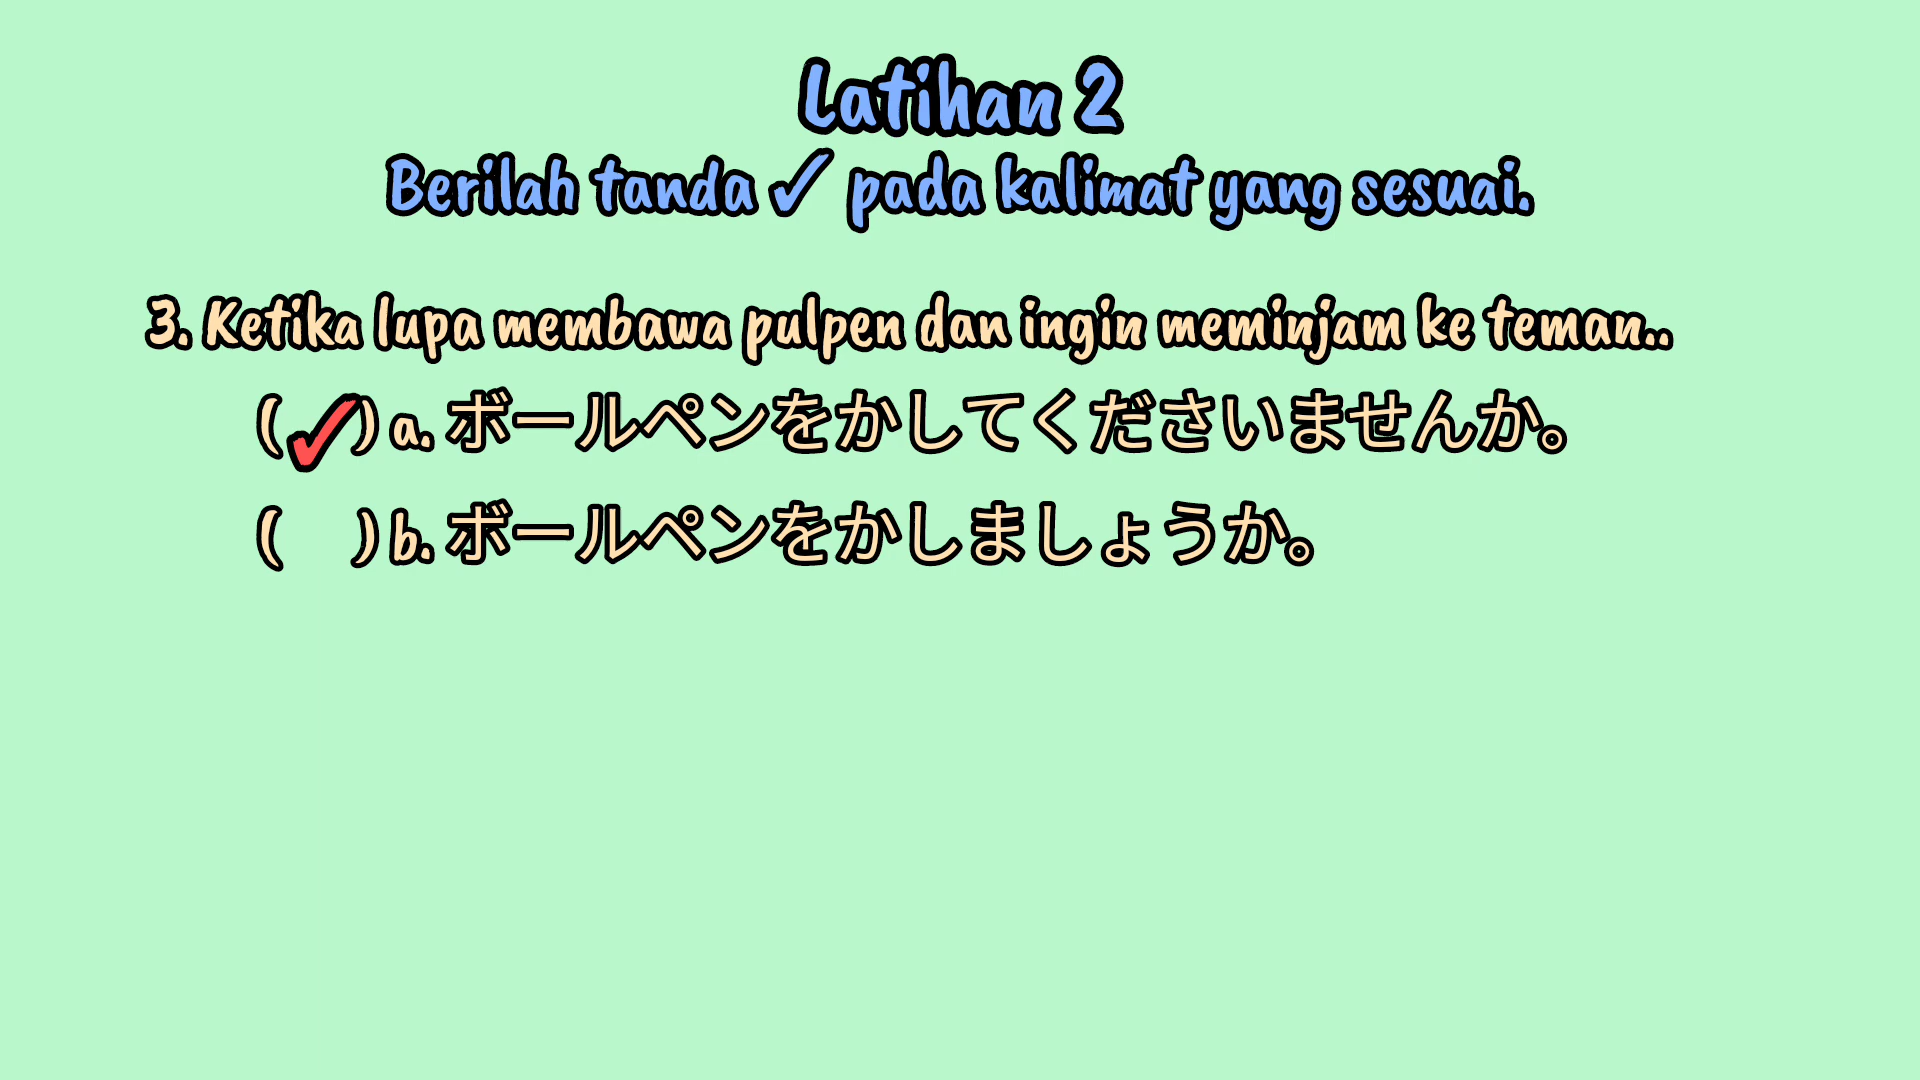 Latihan 2
Berilah tanda ✓ pada kalimat yang sesuai.
3. Ketika lupa membawa pulpen dan ingin meminjam ke teman..
(✓) a. ボールペンをかしてくださいませんか。
( ) b. ボールペンをかしましょうか。